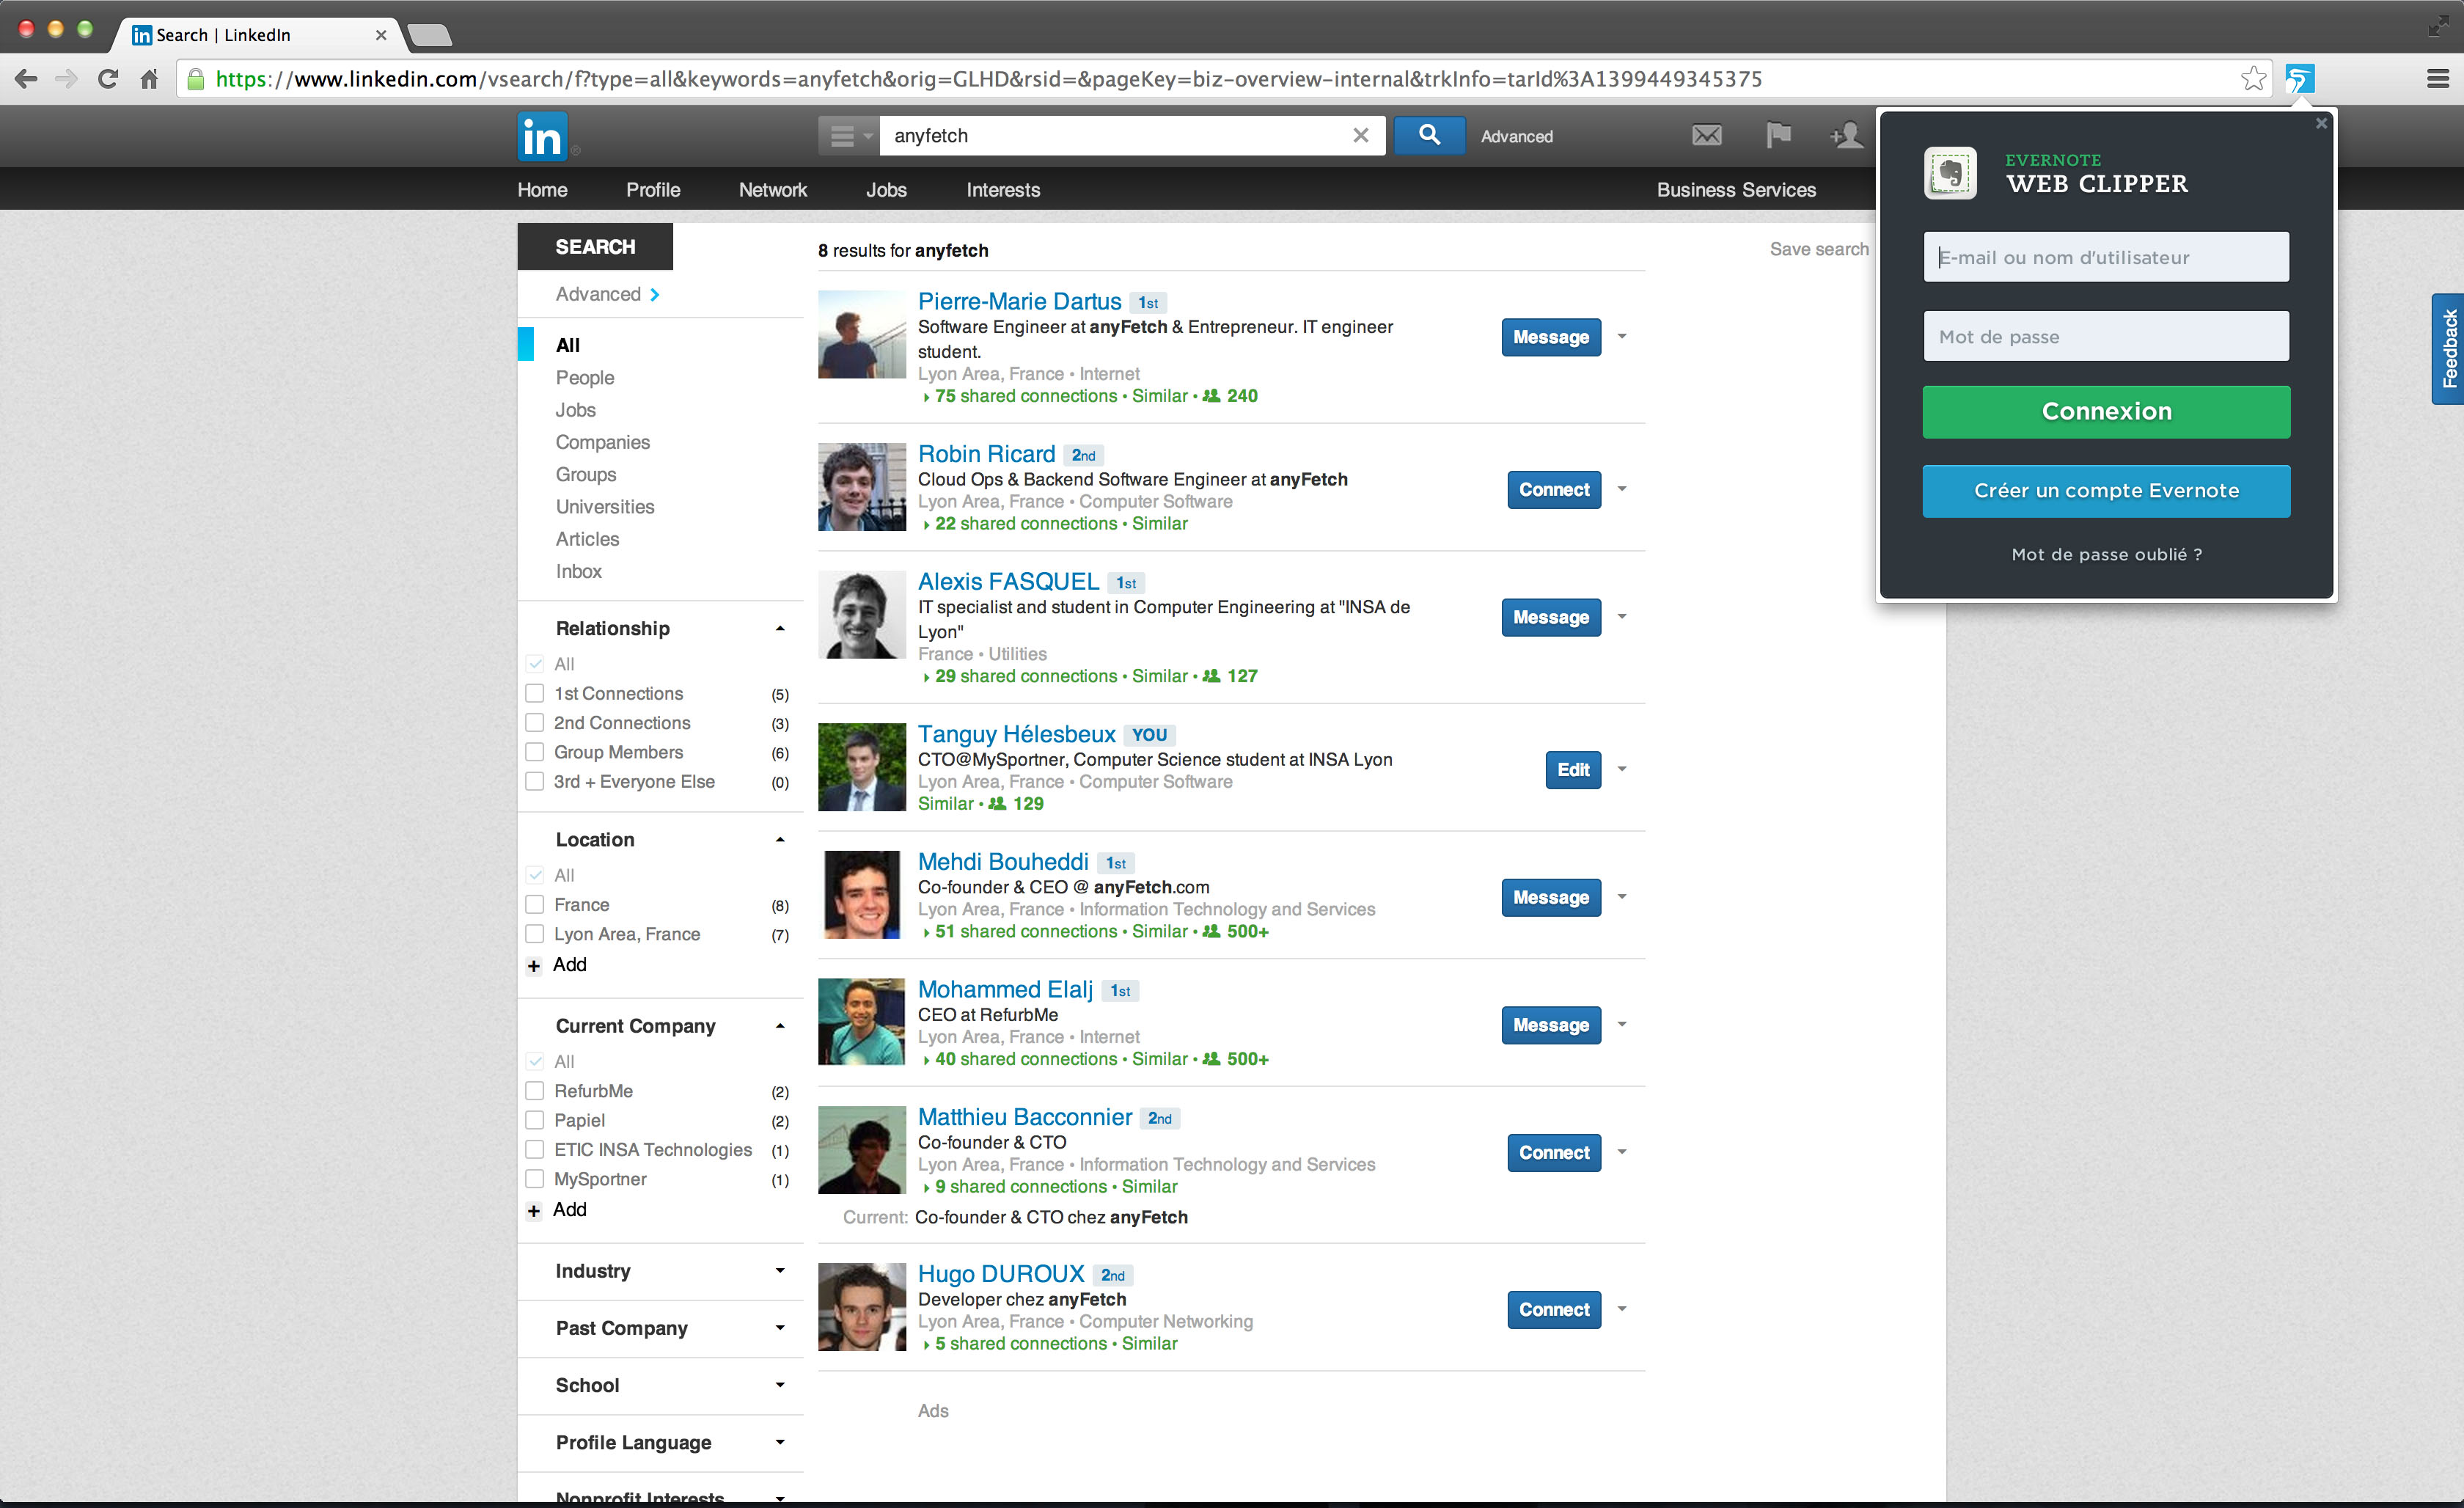 Search | LinkedIn
https://www.linkedin.com/vsearch/f?type=all&keywords=anyfetch&orig=GLHD&rsid=&pageKey=biz-overview-internal&trkInfo=tarId%3A1399449345375
in
anyfetch
Advanced
Home Profile Network Jobs Interests Business Services
EVERNOTE
WEB CLIPPER
E-mail ou nom d'utilisateur
Mot de passe
Connexion
Créer un compte Evernote
Mot de passe oublié ?
Feedback
SEARCH
Advanced
All
People
Jobs
Companies
Groups
Universities
Articles
Inbox
Relationship
All
1st Connections (5)
2nd Connections (3)
Group Members (6)
3rd + Everyone Else (0)
Location
All
France (8)
Lyon Area, France (7)
+ Add
Current Company
All
RefurbMe (2)
Papiel (2)
ETIC INSA Technologies (1)
MySportner (1)
+ Add
Industry
Past Company
School
Profile Language
Nonprofit Interests
8 results for anyfetch
Save search
Pierre-Marie Dartus 1st
Software Engineer at anyFetch & Entrepreneur. IT engineer
student.
Lyon Area, France • Internet
75 shared connections • Similar • 240
Message
Robin Ricard 2nd
Cloud Ops & Backend Software Engineer at anyFetch
Lyon Area, France • Computer Software
22 shared connections • Similar
Connect
Alexis FASQUEL 1st
IT specialist and student in Computer Engineering at "INSA de
Lyon"
France • Utilities
29 shared connections • Similar • 127
Message
Tanguy Hélesbeux YOU
CTO@MySportner, Computer Science student at INSA Lyon
Lyon Area, France • Computer Software
Similar • 129
Edit
Mehdi Bouheddi 1st
Co-founder & CEO @ anyFetch.com
Lyon Area, France • Information Technology and Services
51 shared connections • Similar • 500+
Message
Mohammed Elalj 1st
CEO at RefurbMe
Lyon Area, France • Internet
40 shared connections • Similar • 500+
Message
Matthieu Bacconnier 2nd
Co-founder & CTO
Lyon Area, France • Information Technology and Services
9 shared connections • Similar
Current: Co-founder & CTO chez anyFetch
Connect
Hugo DUROUX 2nd
Developer chez anyFetch
Lyon Area, France • Computer Networking
5 shared connections • Similar
Connect
Ads